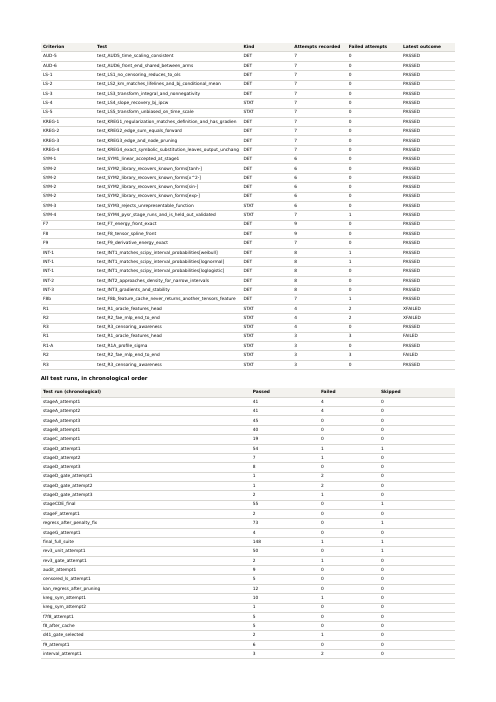 Criterion Test Kind Attempts recorded Failed attempts Latest outcome
AUD-5 test_AUD5_time_scaling_consistent DET 7 0 PASSED
AUD-6 test_AUD6_front_end_shared_between_arms DET 7 0 PASSED
LS-1 test_LS1_no_censoring_reduces_to_ols DET 7 0 PASSED
LS-2 test_LS2_km_matches_lifelines_and_bj_conditional_mean DET 7 0 PASSED
LS-3 test_LS3_transform_integral_and_nonnegativity DET 7 0 PASSED
LS-4 test_LS4_slope_recovery_bj_ipcw STAT 7 0 PASSED
LS-5 test_LS5_transform_unbiased_on_time_scale STAT 7 0 PASSED
KREG-1 test_KREG1_regularization_matches_definition_and_has_gradien DET 7 0 PASSED
KREG-2 test_KREG2_edge_sum_equals_forward DET 7 0 PASSED
KREG-3 test_KREG3_edge_and_node_pruning DET 7 0 PASSED
KREG-4 test_KREG4_exact_symbolic_substitution_leaves_output_unchang DET 7 0 PASSED
SYM-1 test_SYM1_linear_accepted_at_stage1 DET 6 0 PASSED
SYM-2 test_SYM2_library_recovers_known_forms[tanh-] DET 6 0 PASSED
SYM-2 test_SYM2_library_recovers_known_forms[x^2-] DET 6 0 PASSED
SYM-2 test_SYM2_library_recovers_known_forms[sin-] DET 6 0 PASSED
SYM-2 test_SYM2_library_recovers_known_forms[exp-] DET 6 0 PASSED
SYM-3 test_SYM3_rejects_unrepresentable_function STAT 6 0 PASSED
SYM-4 test_SYM4_pysr_stage_runs_and_is_held_out_validated STAT 7 1 PASSED
F7 test_F7_energy_front_exact DET 9 0 PASSED
F8 test_F8_tensor_spline_front DET 9 0 PASSED
F9 test_F9_derivative_energy_exact DET 7 0 PASSED
INT-1 test_INT1_matches_scipy_interval_probabilities[weibull] DET 8 1 PASSED
INT-1 test_INT1_matches_scipy_interval_probabilities[lognormal] DET 8 1 PASSED
INT-1 test_INT1_matches_scipy_interval_probabilities[loglogistic] DET 8 0 PASSED
INT-2 test_INT2_approaches_density_for_narrow_intervals DET 8 0 PASSED
INT-3 test_INT3_gradients_and_stability DET 8 0 PASSED
F8b test_F8b_feature_cache_never_returns_another_tensors_feature DET 7 1 PASSED
R1 test_R1_oracle_features_head STAT 4 2 XFAILED
R2 test_R2_fae_mlp_end_to_end STAT 4 2 XFAILED
R3 test_R3_censoring_awareness STAT 4 0 PASSED
R1 test_R1_oracle_features_head STAT 3 3 FAILED
R1-A test_R1A_profile_sigma STAT 3 0 PASSED
R2 test_R2_fae_mlp_end_to_end STAT 3 3 FAILED
R3 test_R3_censoring_awareness STAT 3 0 PASSED
All test runs, in chronological order
Test run (chronological) Passed Failed Skipped
stageA_attempt1 41 4 0
stageA_attempt2 41 4 0
stageA_attempt3 45 0 0
stageB_attempt1 40 0 0
stageC_attempt1 19 0 0
stageD_attempt1 54 1 1
stageD_attempt2 7 1 0
stageD_attempt3 8 0 0
stageD_gate_attempt1 1 2 0
stageD_gate_attempt2 1 2 0
stageD_gate_attempt3 2 1 0
stageCDE_final 55 0 1
stageF_attempt1 2 0 0
regress_after_penalty_fix 73 0 1
stageG_attempt1 4 0 0
final_full_suite 148 1 1
rev3_unit_attempt1 50 0 1
rev3_gate_attempt1 2 1 0
audit_attempt1 9 0 0
censored_ls_attempt1 5 0 0
kan_regress_after_pruning 12 0 0
kreg_sym_attempt1 10 1 0
kreg_sym_attempt2 1 0 0
f7f8_attempt1 5 0 0
f8_after_cache 5 0 0
d41_gate_selected 2 1 0
f9_attempt1 6 0 0
interval_attempt1 3 2 0